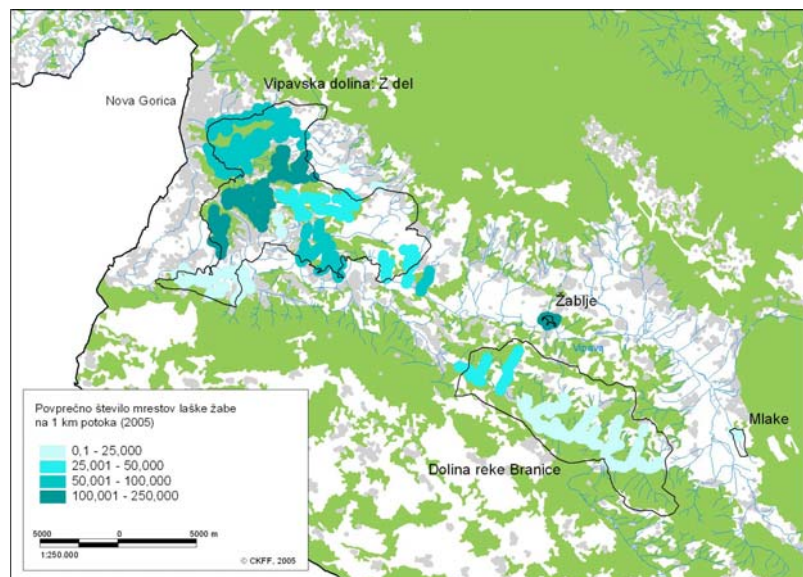 Vipavska dolina: Z del
Nova Gorica
Žablje
Vipava
Mlake
Dolina reke Branice
Povprečno število mrestov laške žabe
na 1 km potoka (2005)
0,1 - 25,000
25,001 - 50,000
50,001 - 100,000
100,001 - 250,000
5000 0 5000 m
1:250.000
© CKFF, 2005